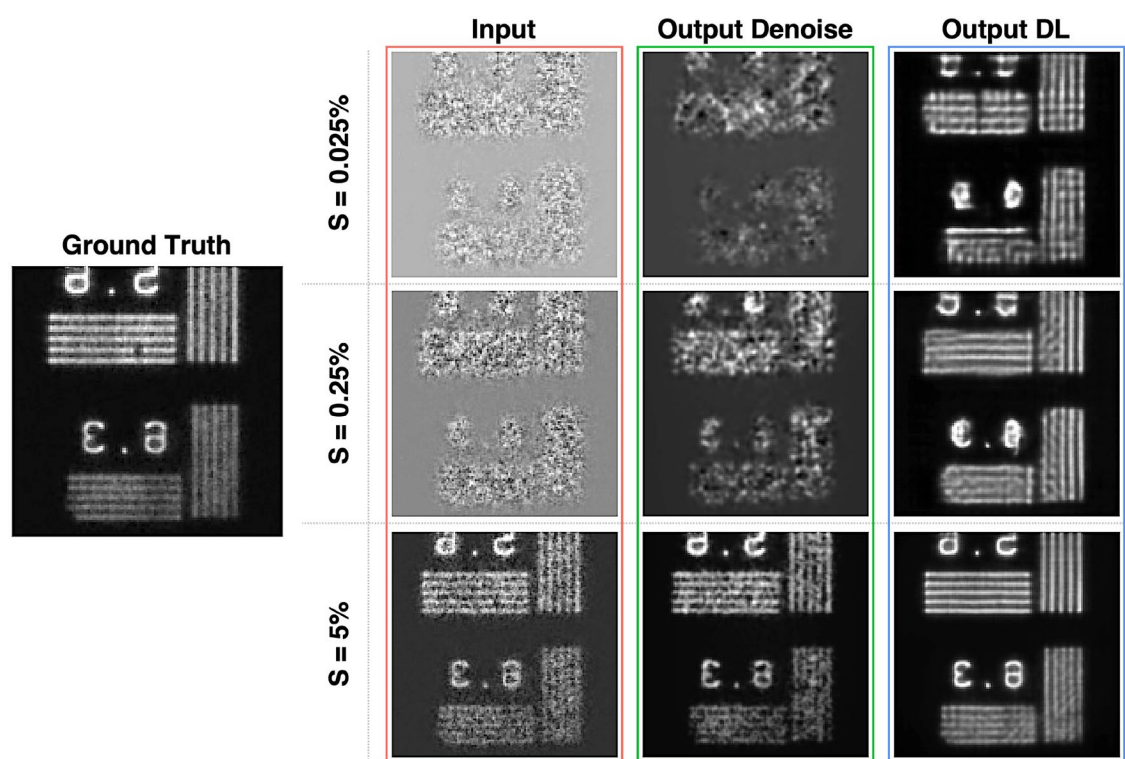 Input
Output Denoise
Output DL
S = 0.025%
Ground Truth
S = 0.25%
S = 5%